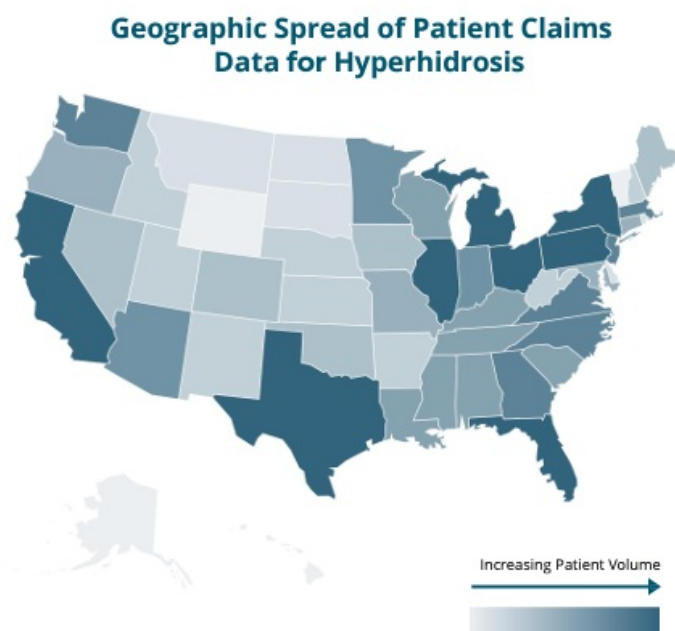 Geographic Spread of Patient Claims
Data for Hyperhidrosis
Increasing Patient Volume